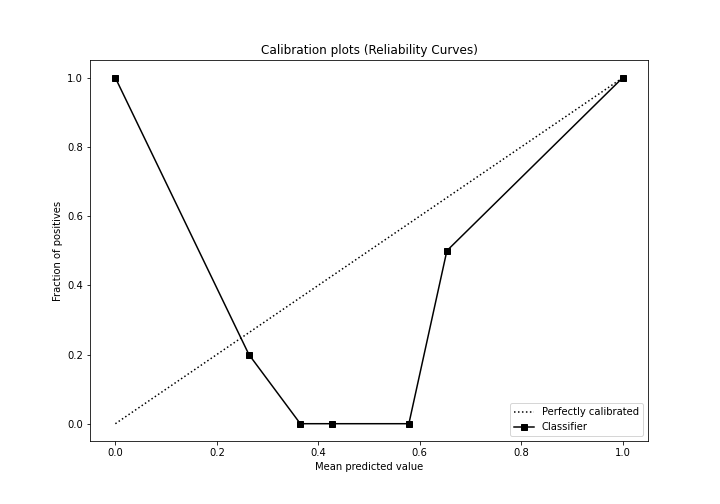 Calibration plots (Reliability Curves)
1.0
0.8
0.6
0.4
0.2
0.0
Fraction of positives
0.0 0.2 0.4 0.6 0.8 1.0
Mean predicted value
Perfectly calibrated
Classifier